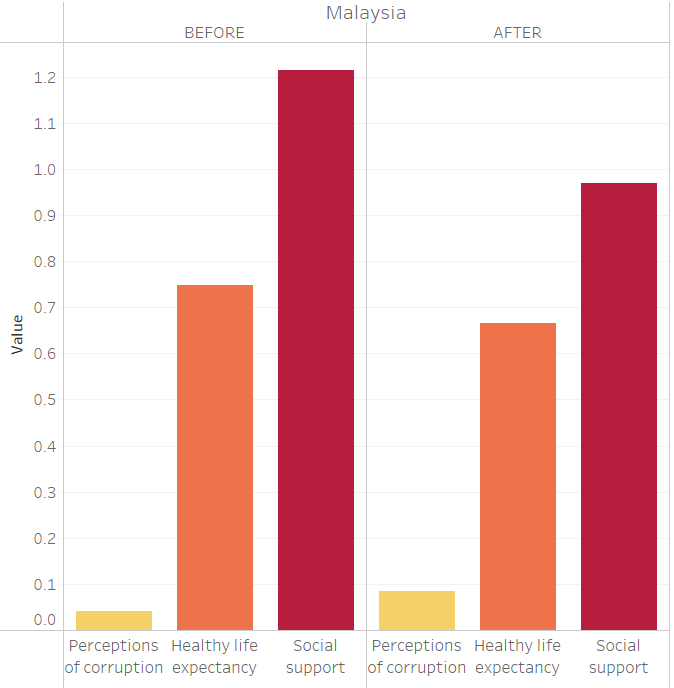 Malaysia
BEFORE
AFTER
Value
1.2
1.1
1.0
0.9
0.8
0.7
0.6
0.5
0.4
0.3
0.2
0.1
0.0
Perceptions
of corruption
Healthy life
expectancy
Social
support
Perceptions
of corruption
Healthy life
expectancy
Social
support